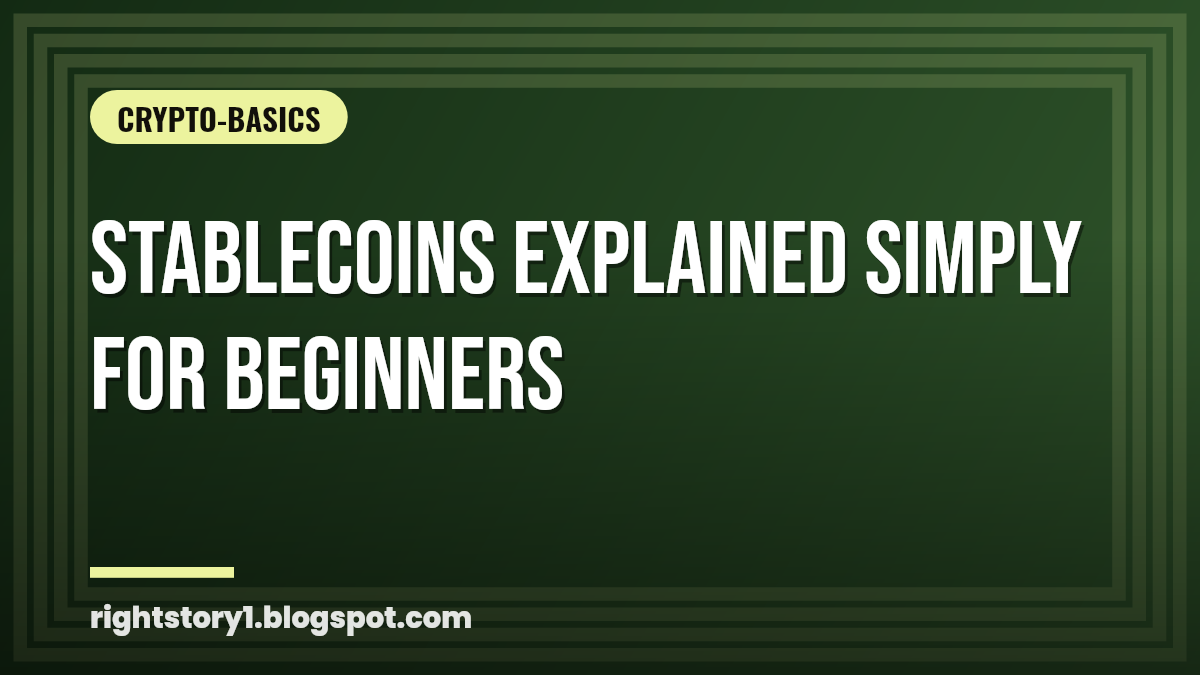 CRYPTO-BASICS
STABLECOINS EXPLAINED SIMPLY
FOR BEGINNERS
rightstory1.blogspot.com